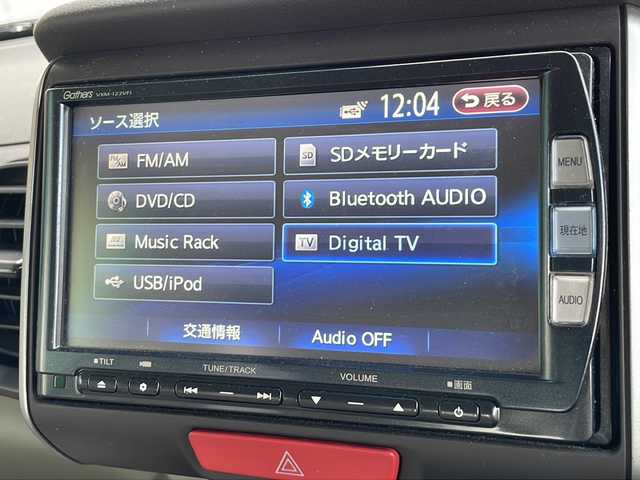 Gathers VXM-122VFi
ソース選択
12:04
戻る
FM/AM
SD SDメモリーカード
DVD/CD
Bluetooth AUDIO
Music Rack
TV Digital TV
USB/iPod
交通情報
Audio OFF
MENU
現在地
AUDIO
TILT
TUNE/TRACK
VOLUME
画面